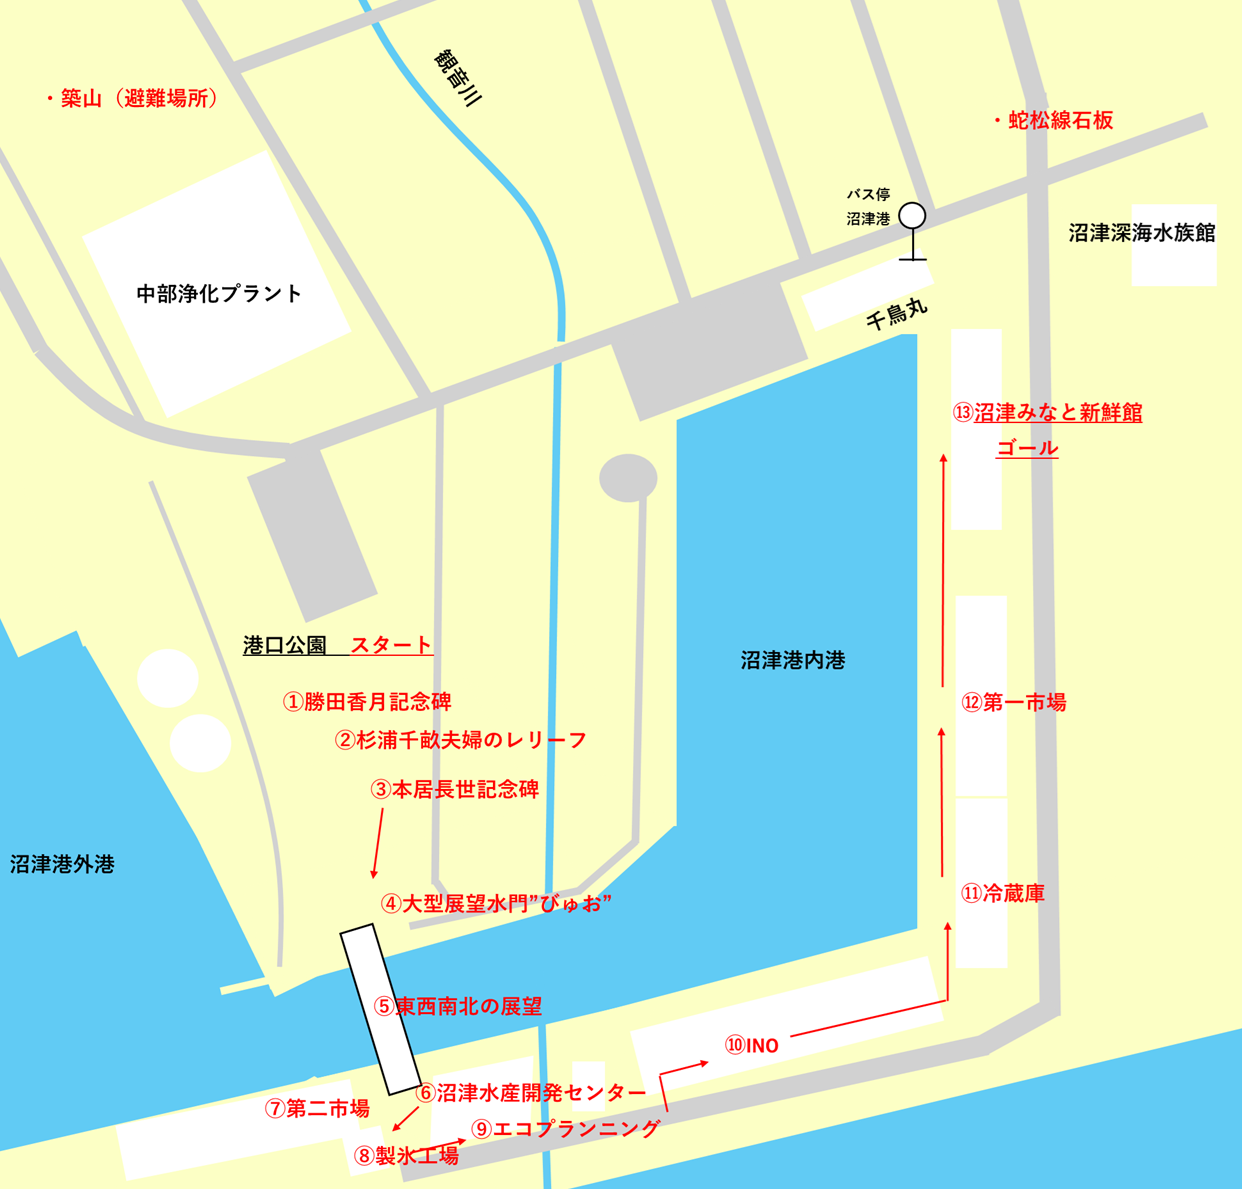 観音川
・築山（避難場所）
・蛇松線石板
バス停
沼津港
沼津深海水族館
中部浄化プラント
千鳥丸
⑬沼津みなと新鮮館
ゴール
港口公園　スタート
沼津港内港
①勝田香月記念碑
⑫第一市場
②杉浦千畝夫婦のレリーフ
③本居長世記念碑
沼津港外港
⑪冷蔵庫
④大型展望水門”びゅお”
⑤東西南北の展望
⑩INO
⑥沼津水産開発センター
⑦第二市場
⑨エコプランニング
⑧製氷工場